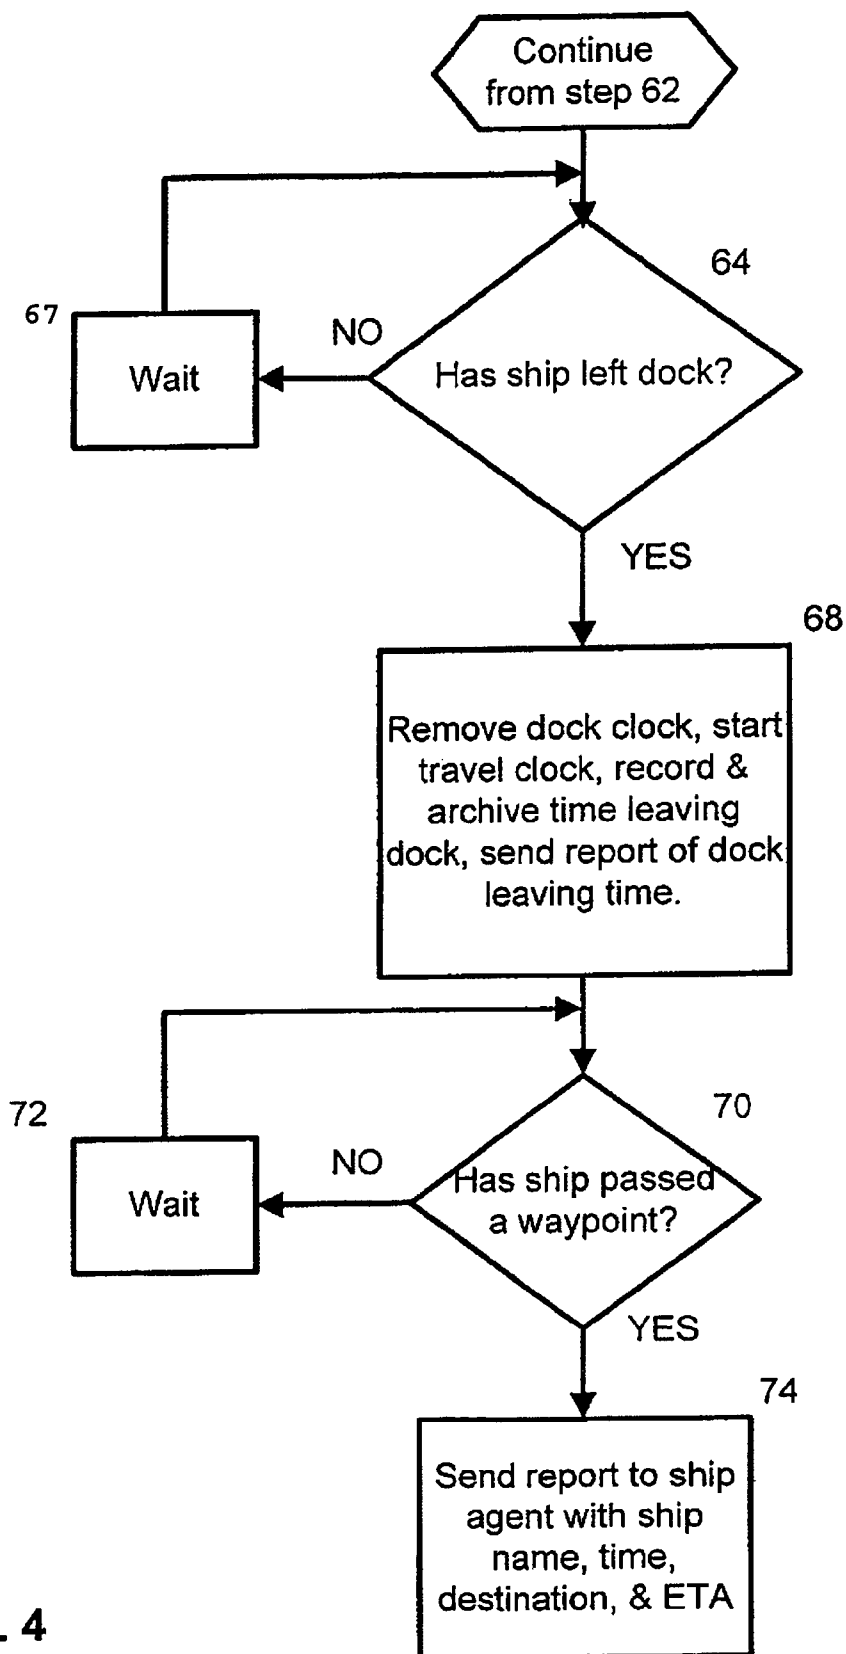 Continue
from step 62
64
67
NO
Wait
Has ship left dock?
YES
68
Remove dock clock, start
travel clock, record &
archive time leaving
dock, send report of dock
leaving time.
72
70
NO
Wait
Has ship passed
a waypoint?
YES
74
Send report to ship
agent with ship
name, time,
destination, & ETA
. 4